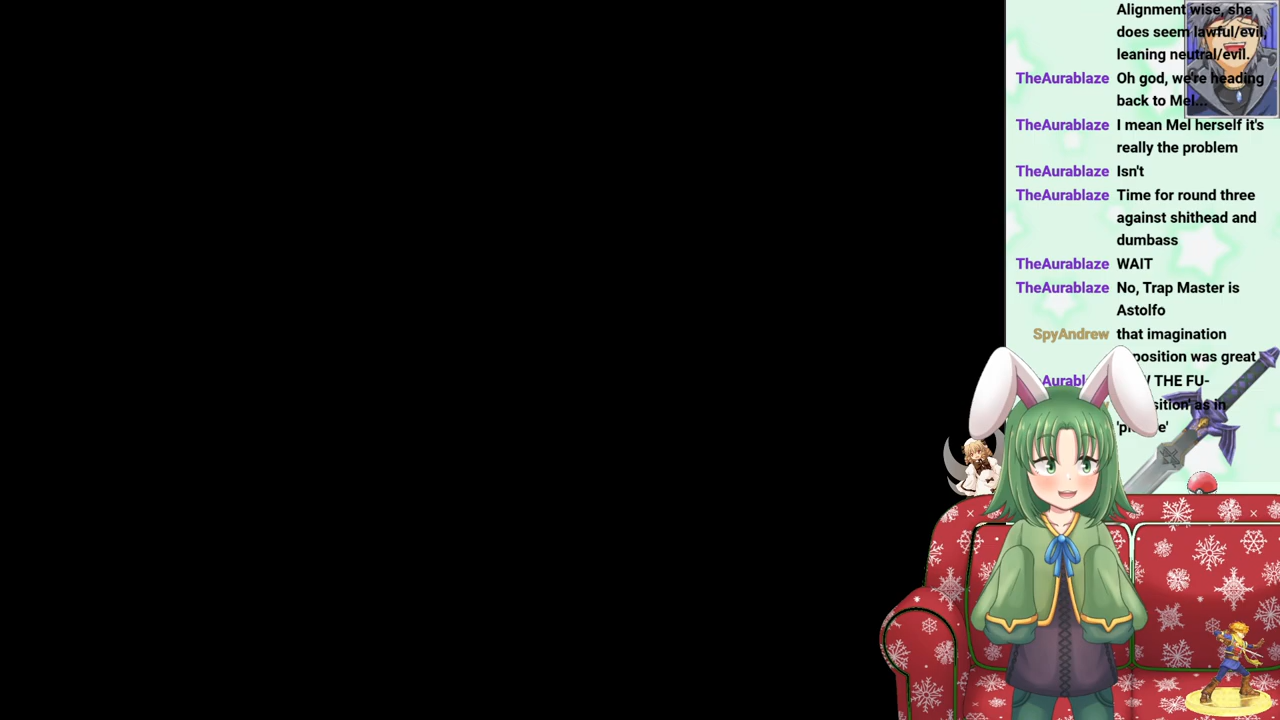 Alignment wise, she
does seem lawful/evil,
leaning neutral/evil.
TheAurablaze Oh god, we're heading
back to Mel...
TheAurablaze I mean Mel herself it's
really the problem
TheAurablaze Isn't
TheAurablaze Time for round three
against shithead and
dumbass
TheAurablaze WAIT
TheAurablaze No, Trap Master is
Astolfo
SpyAndrew that imagination
position was great
THE FU-
as in